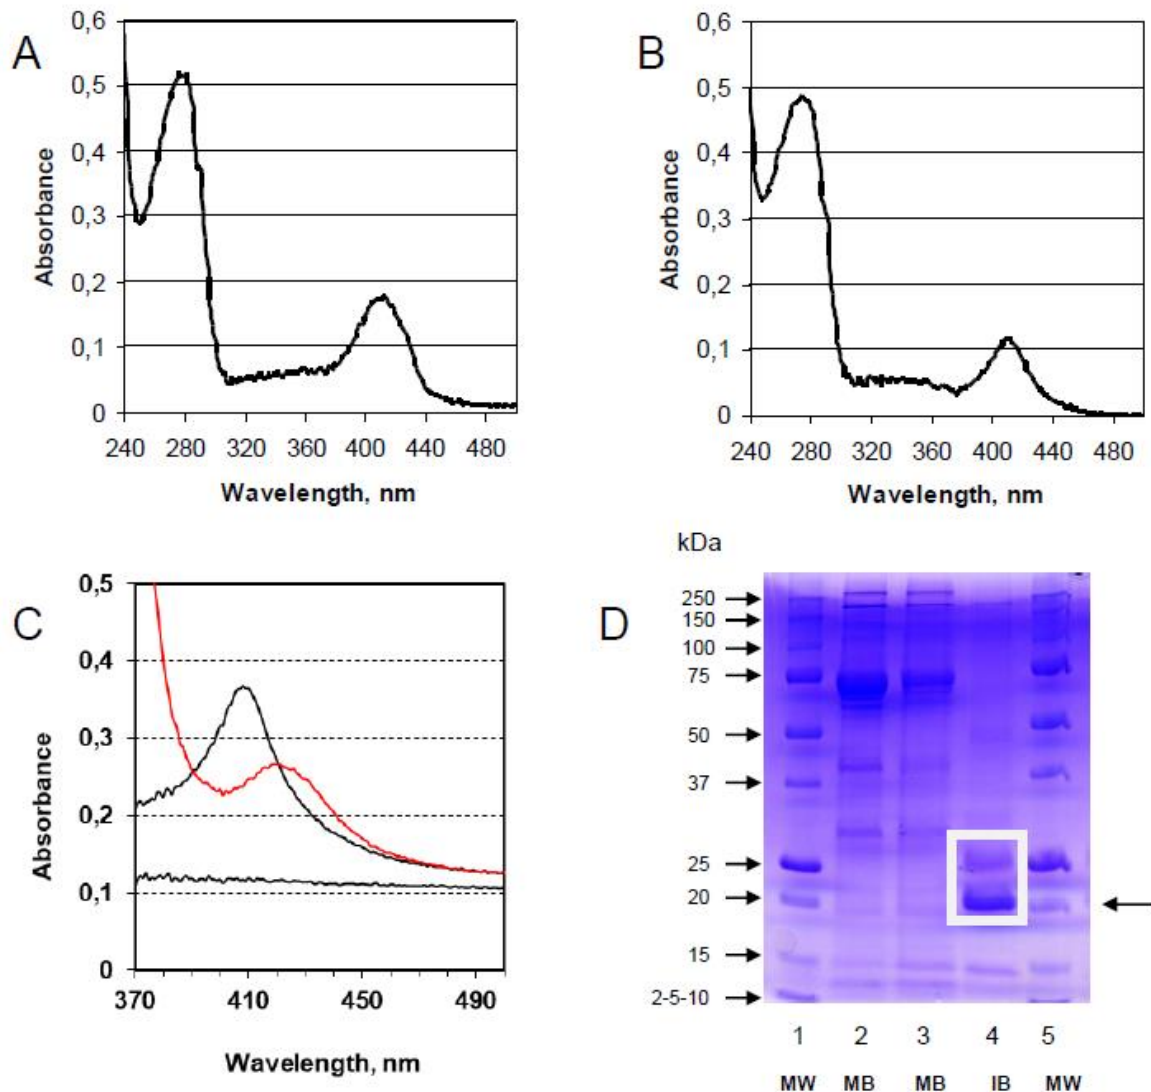 A
0,6
0,5
0,4
0,3
0,2
0,1
0
Absorbance
240 280 320 360 400 440 480
Wavelength, nm
B
0,6
0,5
0,4
0,3
0,2
0,1
0
Absorbance
240 280 320 360 400 440 480
Wavelength, nm
C
0,5
0,4
0,3
0,2
0,1
0
Absorbance
370 410 450 490
Wavelength, nm
D
kDa
250
150
100
75
50
37
25
20
15
2-5-10
1 2 3 4 5
MW MB MB IB MW